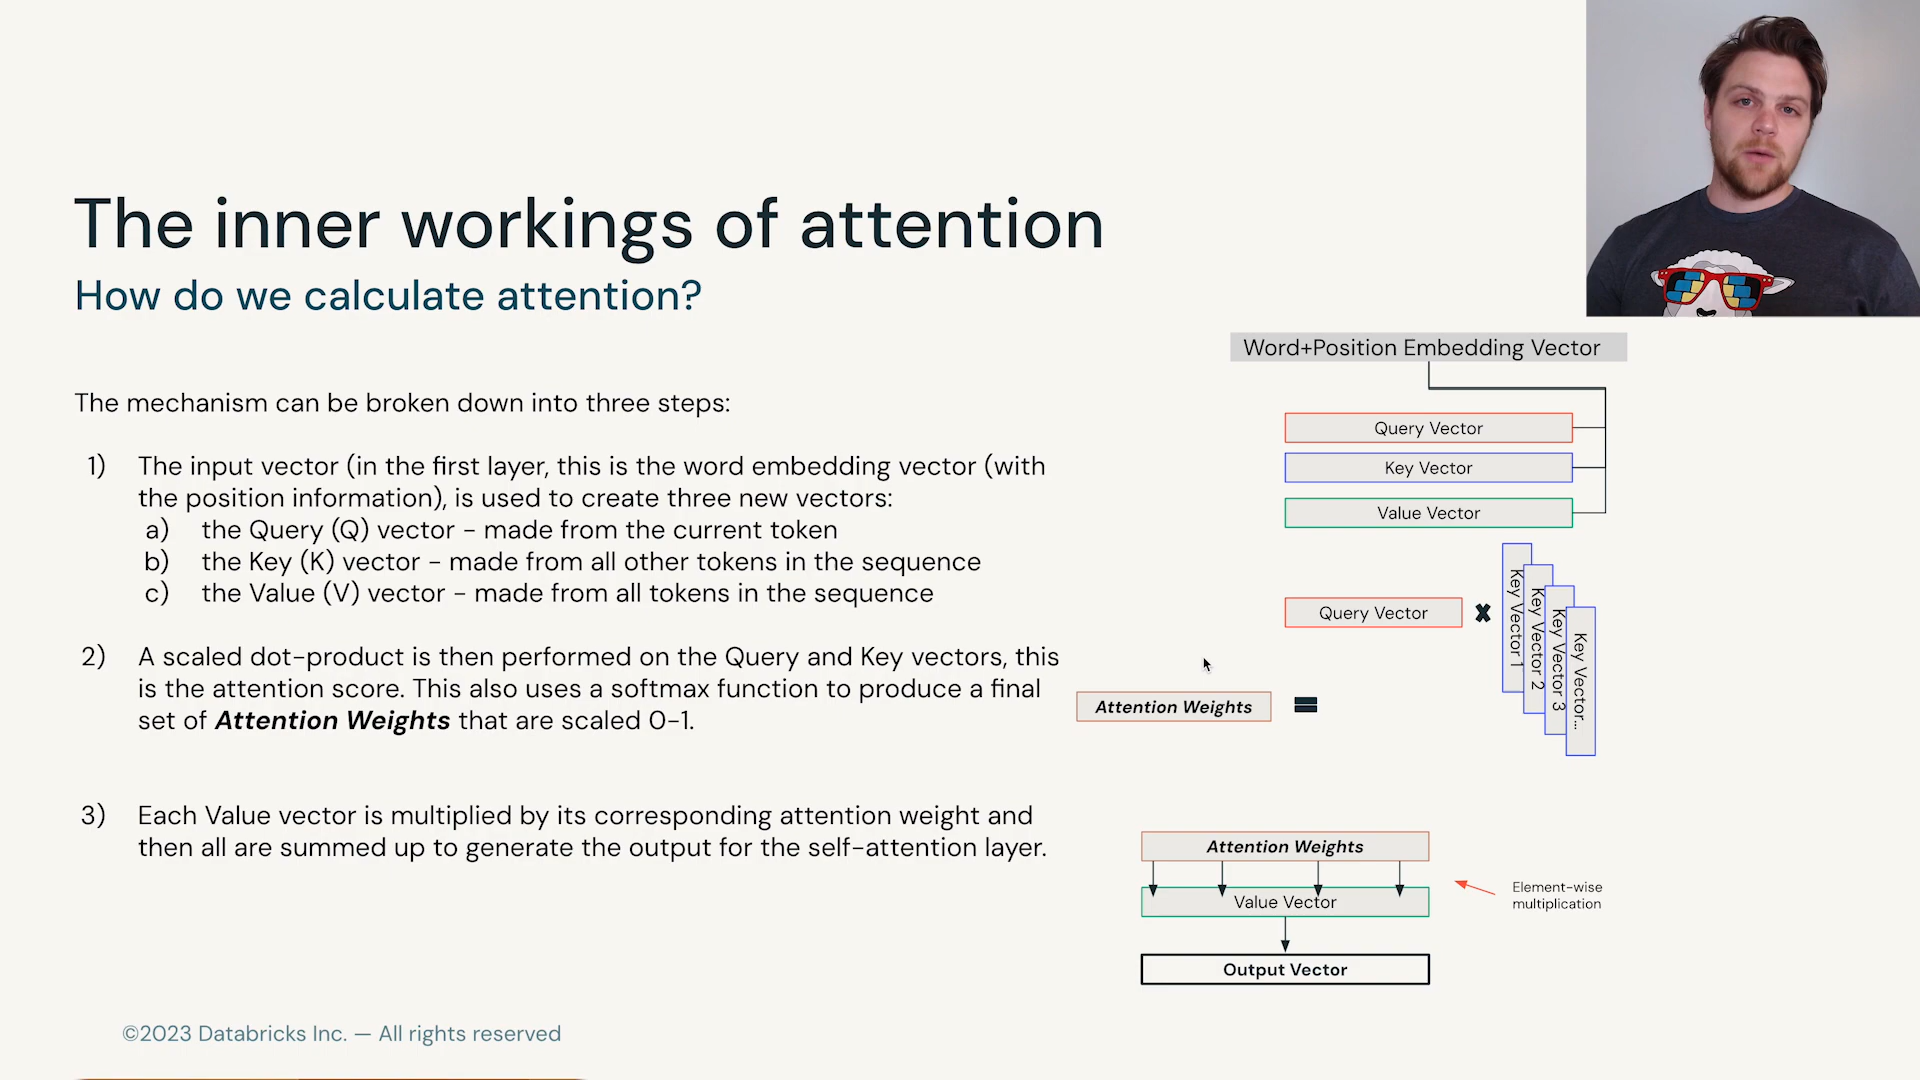 The inner workings of attention
How do we calculate attention?
The mechanism can be broken down into three steps:
1) The input vector (in the first layer, this is the word embedding vector (with
the position information), is used to create three new vectors:
a) the Query (Q) vector – made from the current token
b) the Key (K) vector – made from all other tokens in the sequence
c) the Value (V) vector – made from all tokens in the sequence
2) A scaled dot-product is then performed on the Query and Key vectors, this
is the attention score. This also uses a softmax function to produce a final
set of Attention Weights that are scaled 0-1.
3) Each Value vector is multiplied by its corresponding attention weight and
then all are summed up to generate the output for the self-attention layer.
Word+Position Embedding Vector
Query Vector
Key Vector
Value Vector
Query Vector
Key Vector 1
Key Vector 2
Key Vector 3
Key Vector...
Attention Weights
Attention Weights
Value Vector
Element-wise
multiplication
Output Vector
©2023 Databricks Inc. — All rights reserved